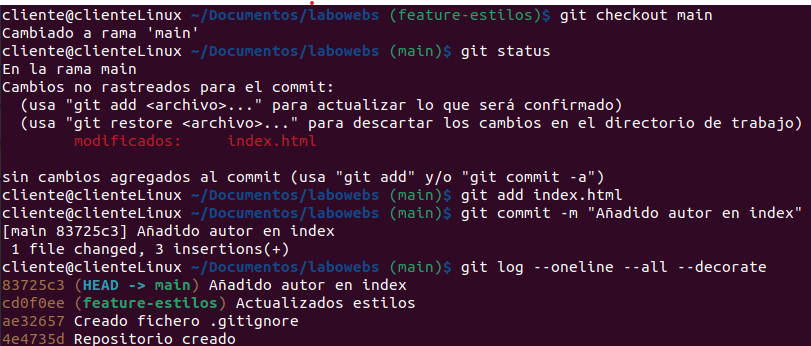 cliente@clienteLinux ~/Documentos/labowebs (feature-estilos)$ git checkout main
Cambiado a rama 'main'
cliente@clienteLinux ~/Documentos/labowebs (main)$ git status
En la rama main
Cambios no rastreados para el commit:
  (usa "git add <archivo>..." para actualizar lo que será confirmado)
  (usa "git restore <archivo>..." para descartar los cambios en el directorio de trabajo)
        modificados:     index.html

sin cambios agregados al commit (usa "git add" y/o "git commit -a")
cliente@clienteLinux ~/Documentos/labowebs (main)$ git add index.html
cliente@clienteLinux ~/Documentos/labowebs (main)$ git commit -m "Añadido autor en index"
[main 83725c3] Añadido autor en index
 1 file changed, 3 insertions(+)
cliente@clienteLinux ~/Documentos/labowebs (main)$ git log --oneline --all --decorate
83725c3 (HEAD -> main) Añadido autor en index
cd0f0ee (feature-estilos) Actualizados estilos
ae32657 Creado fichero .gitignore
4e4735d Repositorio creado